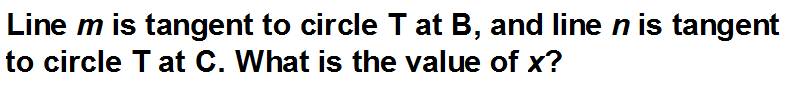 Line m is tangent to circle T at B, and line n is tangent
to circle T at C. What is the value of x?